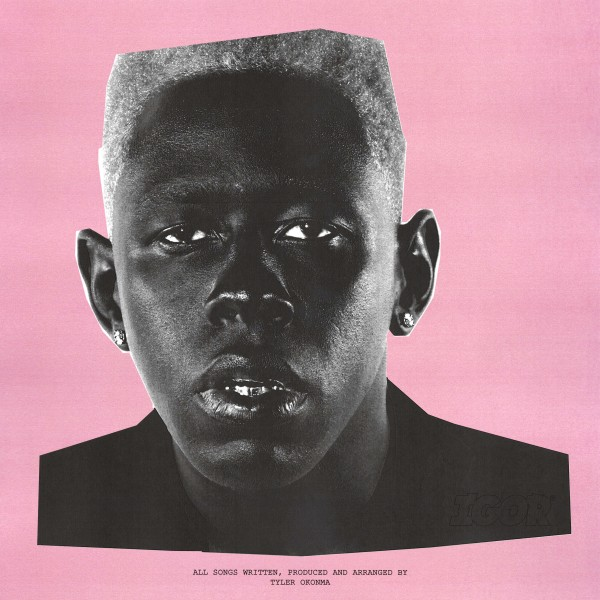 IGOR
ALL SONGS WRITTEN, PRODUCED AND ARRANGED BY
TYLER OKONMA